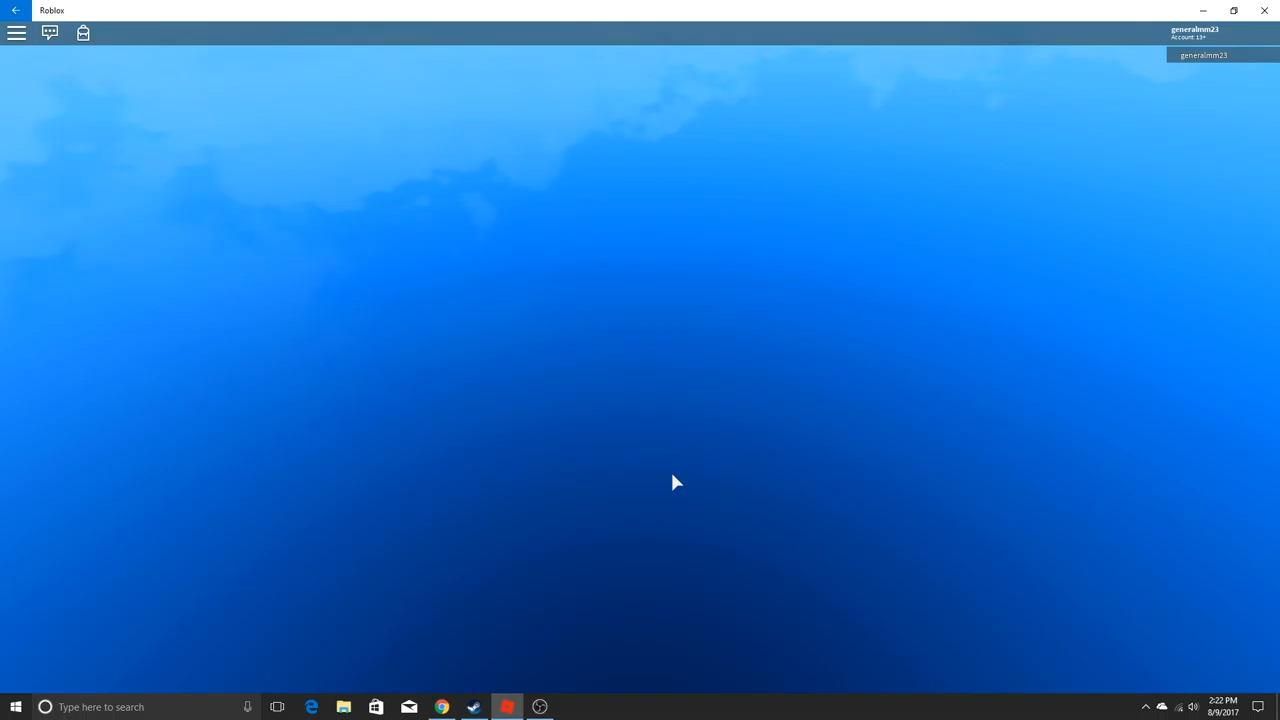 Roblox
generalmm23
Account: 13+
generalmm23
Type here to search
2:22 PM
8/9/2017